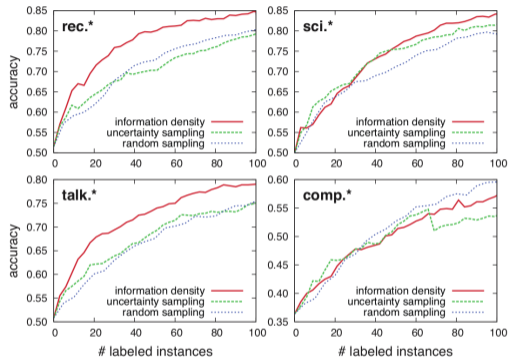 rec.*
accuracy
0.85
0.80
0.75
0.70
0.65
0.60
0.55
0.50
information density
uncertainty sampling
random sampling
0 20 40 60 80 100
sci.*
0.85
0.80
0.75
0.70
0.65
0.60
0.55
0.50
information density
uncertainty sampling
random sampling
0 20 40 60 80 100
talk.*
accuracy
0.80
0.75
0.70
0.65
0.60
0.55
0.50
information density
uncertainty sampling
random sampling
0 20 40 60 80 100
# labeled instances
comp.*
0.60
0.55
0.50
0.45
0.40
0.35
information density
uncertainty sampling
random sampling
0 20 40 60 80 100
# labeled instances